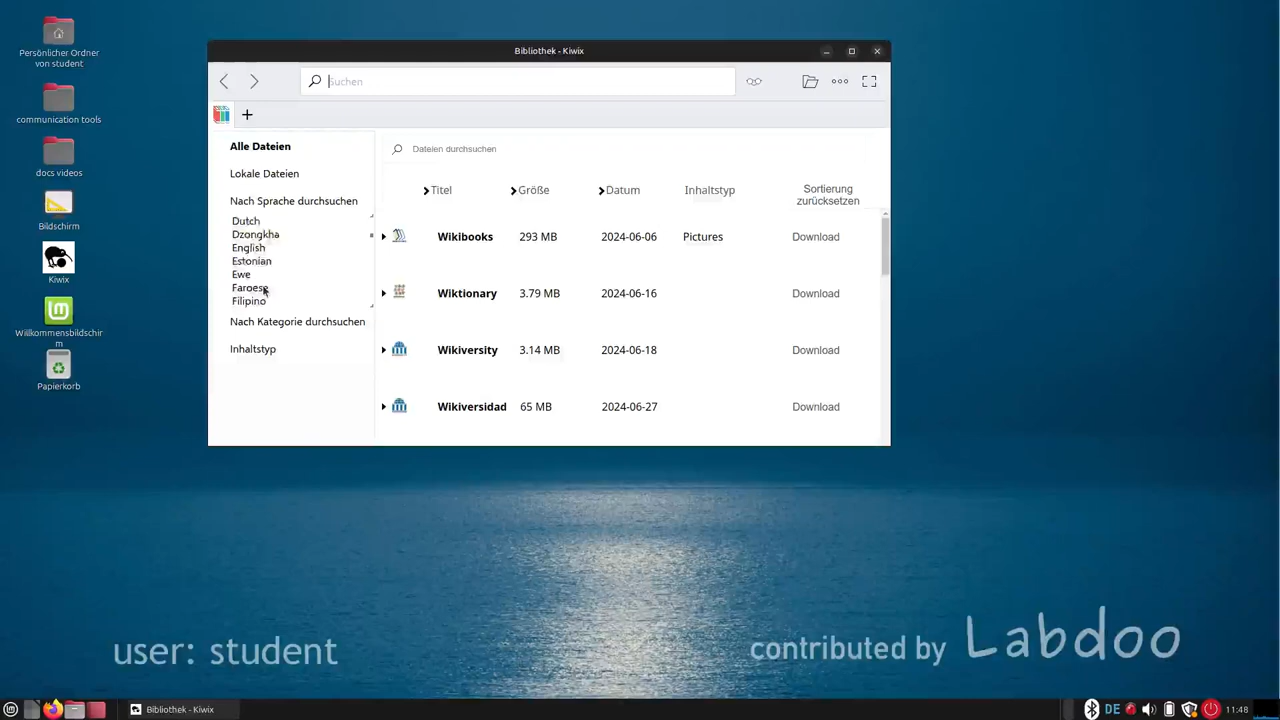 Persönlicher Ordner
von student
communication tools
docs videos
Bildschirm
Kiwix
Willkommensbildschir
m
Papierkorb
Bibliothek - Kiwix
Suchen
Alle Dateien
Lokale Dateien
Nach Sprache durchsuchen
Dutch
Dzongkha
English
Estonian
Ewe
Faroese
Filipino
Nach Kategorie durchsuchen
Inhaltstyp
Dateien durchsuchen
Titel Größe Datum Inhaltstyp Sortierung
zurücksetzen
Wikibooks 293 MB 2024-06-06 Pictures Download
Wiktionary 3.79 MB 2024-06-16 Download
Wikiversity 3.14 MB 2024-06-18 Download
Wikiversidad 65 MB 2024-06-27 Download
user: student
contributed by Labdoo
Bibliothek - Kiwix
DE
11:48